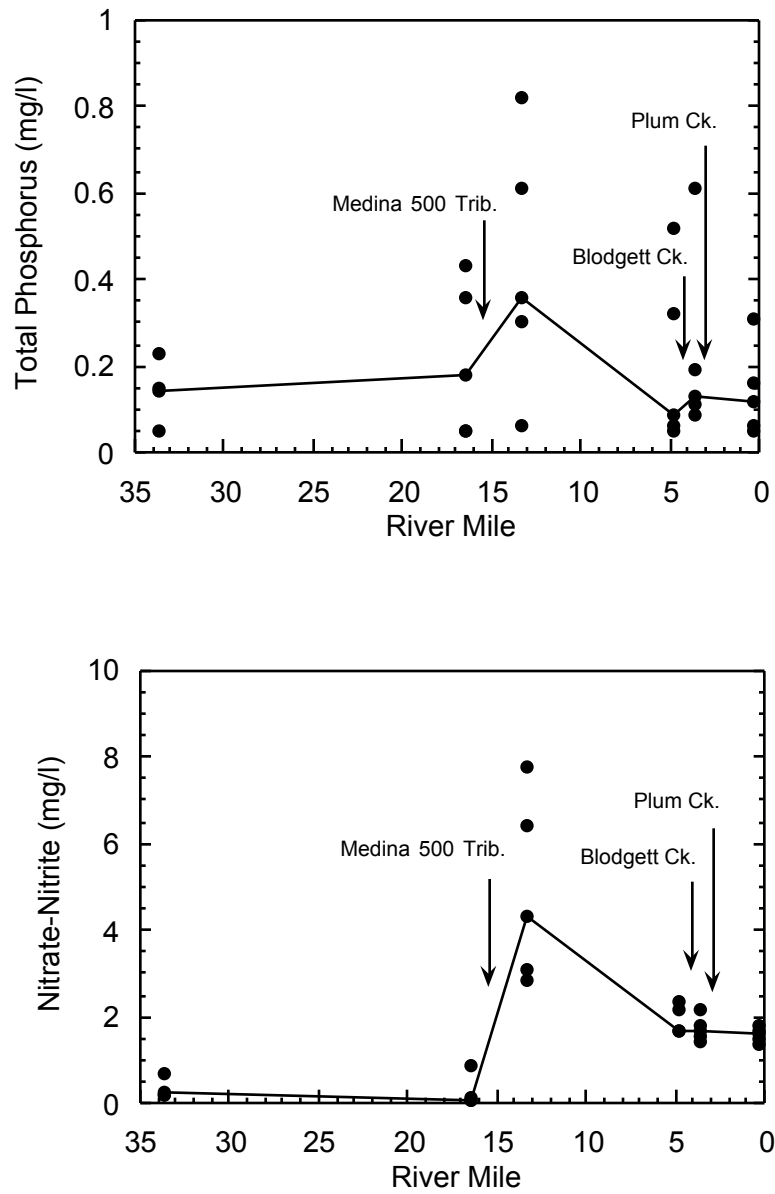 1
0.8
0.6
0.4
0.2
0
Total Phosphorus (mg/l)
Plum Ck.
Medina 500 Trib.
Blodgett Ck.
35 30 25 20 15 10 5 0
River Mile
10
8
6
4
2
0
Nitrate-Nitrite (mg/l)
Plum Ck.
Medina 500 Trib.
Blodgett Ck.
35 30 25 20 15 10 5 0
River Mile